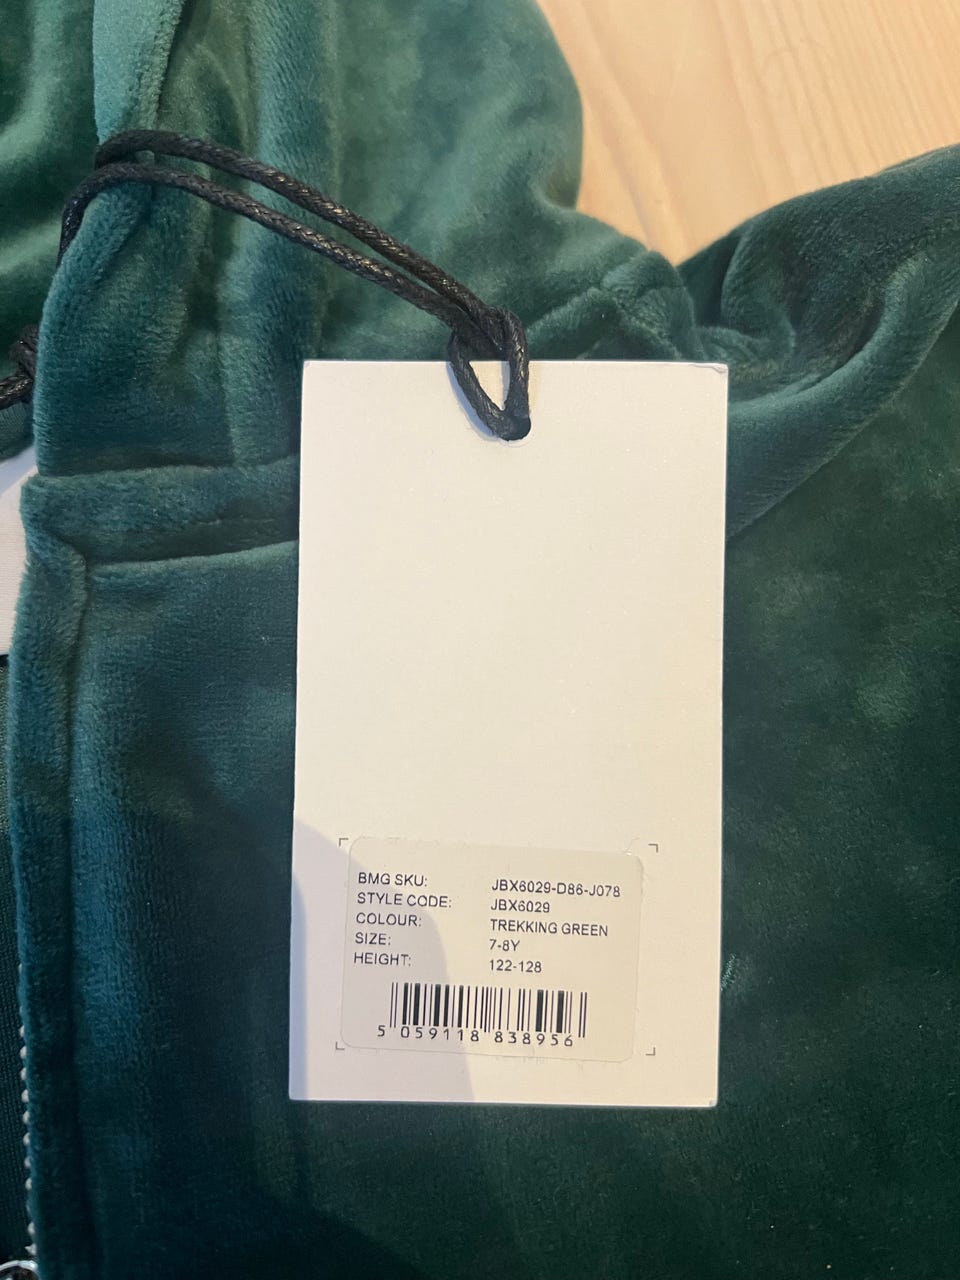 BMG SKU: JBX6029-D86-J078
STYLE CODE: JBX6029
COLOUR: TREKKING GREEN
SIZE: 7-8Y
HEIGHT: 122-128
5 059118 838956